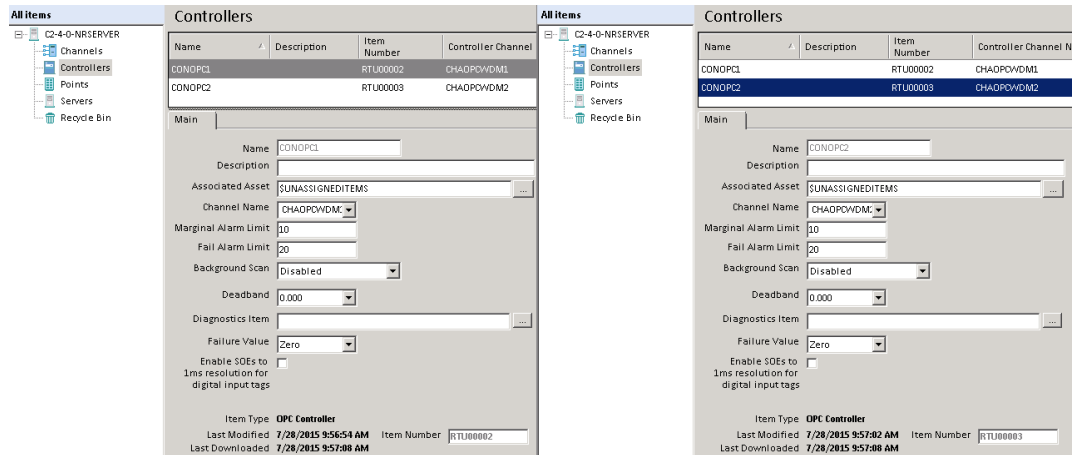 All items
C2-4-0-NRSERVER
Channels
Controllers
Points
Servers
Recycle Bin
Controllers
Name Description Item Number Controller Channel
CONOPC1 RTU00002 CHAOPCWDM1
CONOPC2 RTU00003 CHAOPCWDM2
Main
Name CONOPC1
Description
Associated Asset $UNASSIGNEDITEMS ...
Channel Name
Marginal Alarm Limit 10
Fail Alarm Limit 20
Background Scan Disabled
Deadband 0.000
Diagnostics Item ...
Failure Value Zero
Enable SOEs to
1ms resolution for
digital input tags
Item Type OPC Controller
Last Modified 7/28/2015 9:56:54 AM Item Number RTU00002
Last Downloaded 7/28/2015 9:57:08 AM
All items
C2-4-0-NRSERVER
Channels
Controllers
Points
Servers
Recycle Bin
Controllers
Name Description Item Number Controller Channel N
CONOPC1 RTU00002 CHAOPCWDM1
CONOPC2 RTU00003 CHAOPCWDM2
Main
Name CONOPC2
Description
Associated Asset $UNASSIGNEDITEMS ...
Channel Name
Marginal Alarm Limit 10
Fail Alarm Limit 20
Background Scan Disabled
Deadband 0.000
Diagnostics Item ...
Failure Value Zero
Enable SOEs to
1ms resolution for
digital input tags
Item Type OPC Controller
Last Modified 7/28/2015 9:57:02 AM Item Number RTU00003
Last Downloaded 7/28/2015 9:57:08 AM